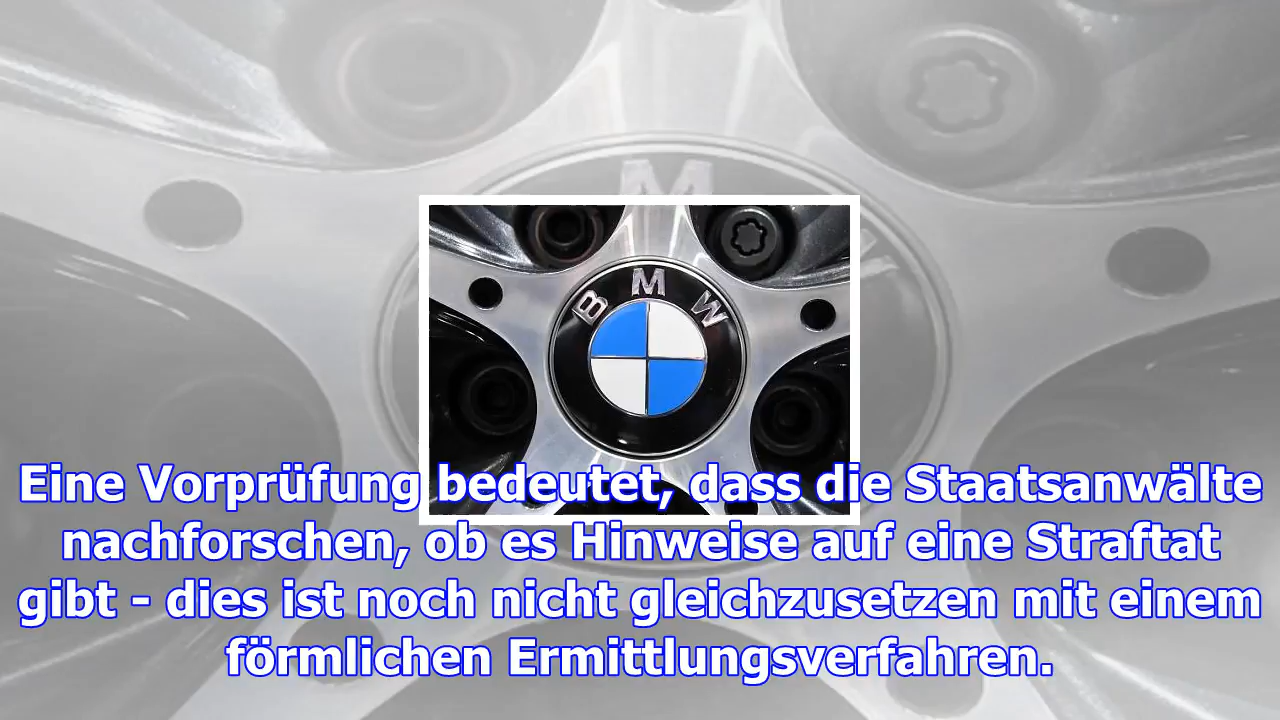 BMW
Eine Vorprüfung bedeutet, dass die Staatsanwälte
nachforschen, ob es Hinweise auf eine Straftat
gibt - dies ist noch nicht gleichzusetzen mit einem
förmlichen Ermittlungsverfahren.